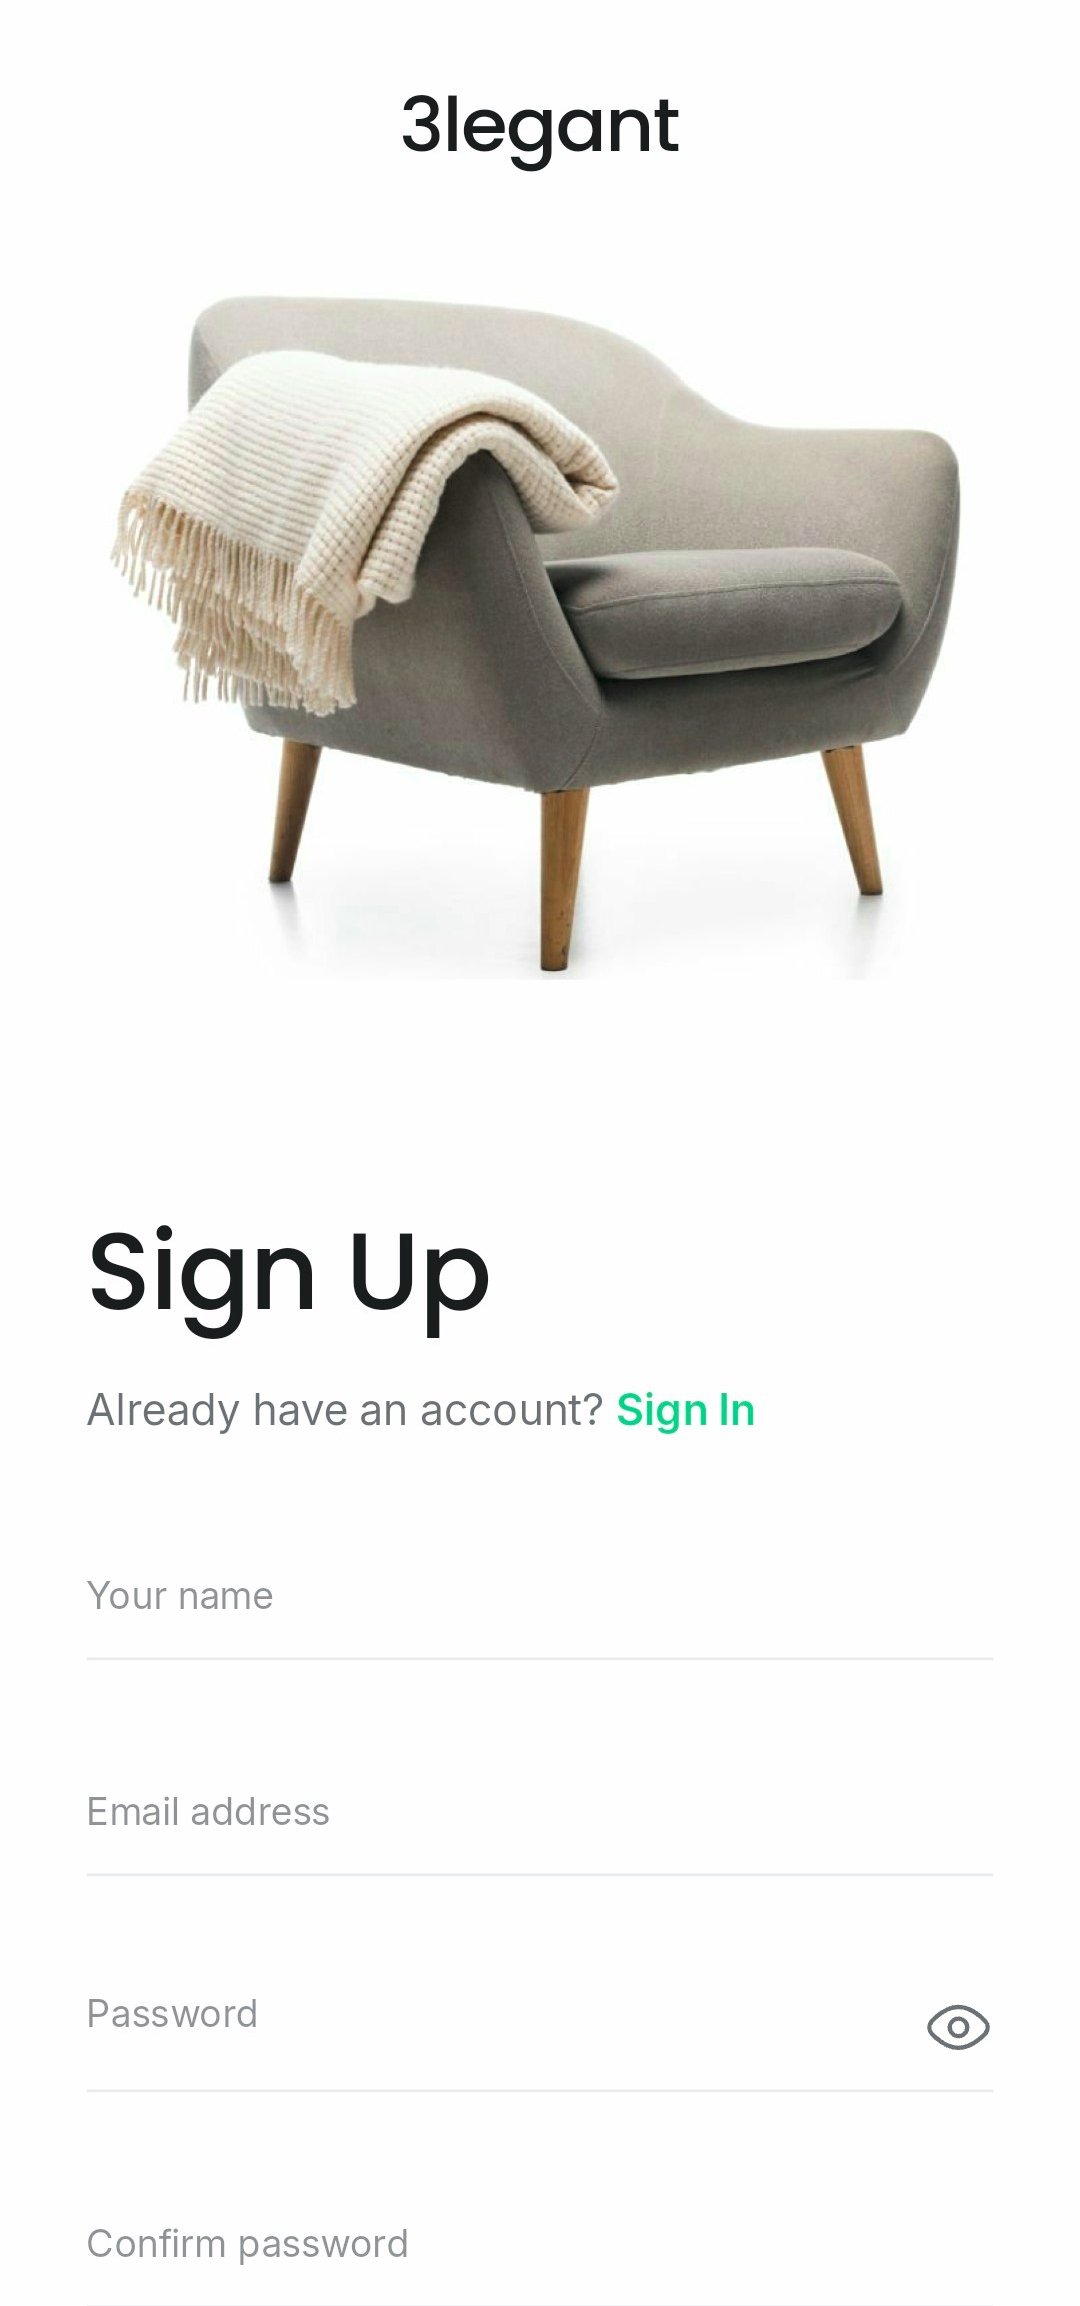 3legant
Sign Up
Already have an account? Sign In
Your name
Email address
Password
Confirm password